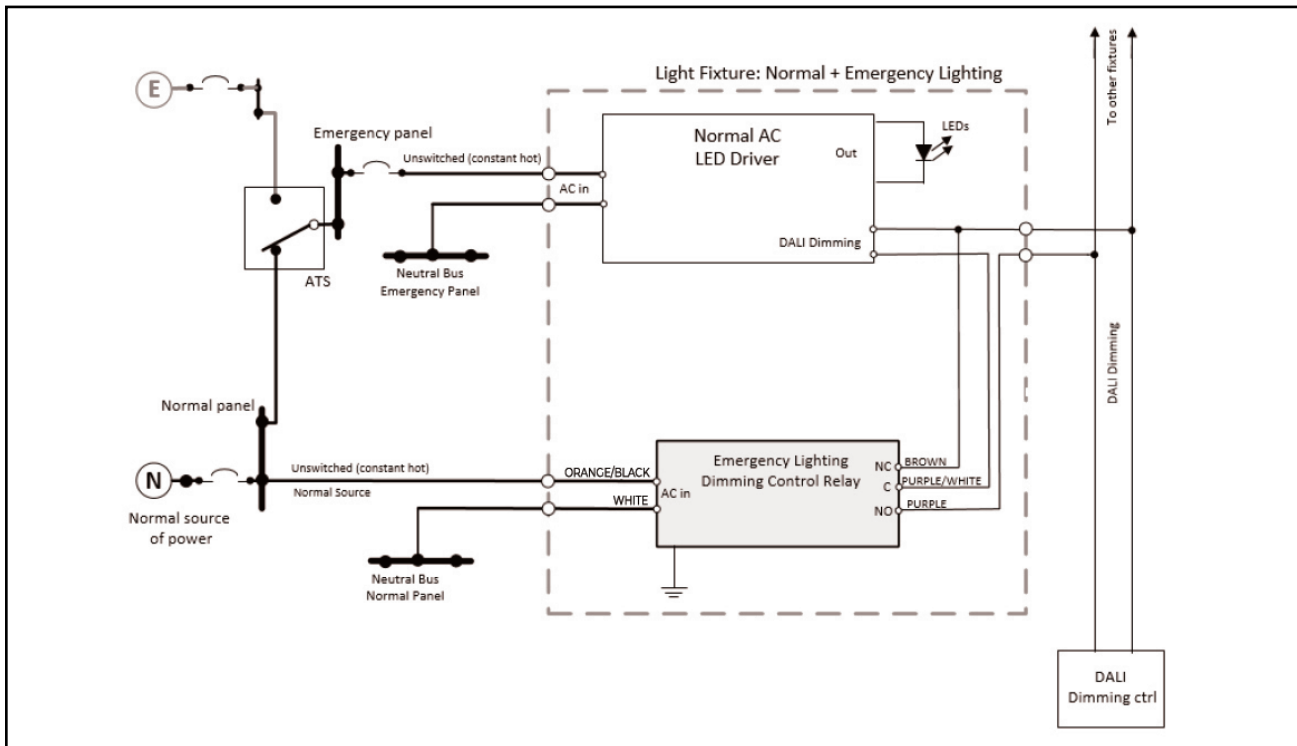 Light Fixture: Normal + Emergency Lighting
To other fixtures
E
Emergency panel
Unswitched (constant hot)
AC in
Normal AC
LED Driver
Out
LEDs
DALI Dimming
Neutral Bus
Emergency Panel
ATS
DALI Dimming
Normal panel
N
Normal source
of power
Unswitched (constant hot)
Normal Source
ORANGE/BLACK
WHITE
AC in
Emergency Lighting
Dimming Control Relay
NC
BROWN
C
PURPLE/WHITE
NO
PURPLE
Neutral Bus
Normal Panel
DALI
Dimming ctrl